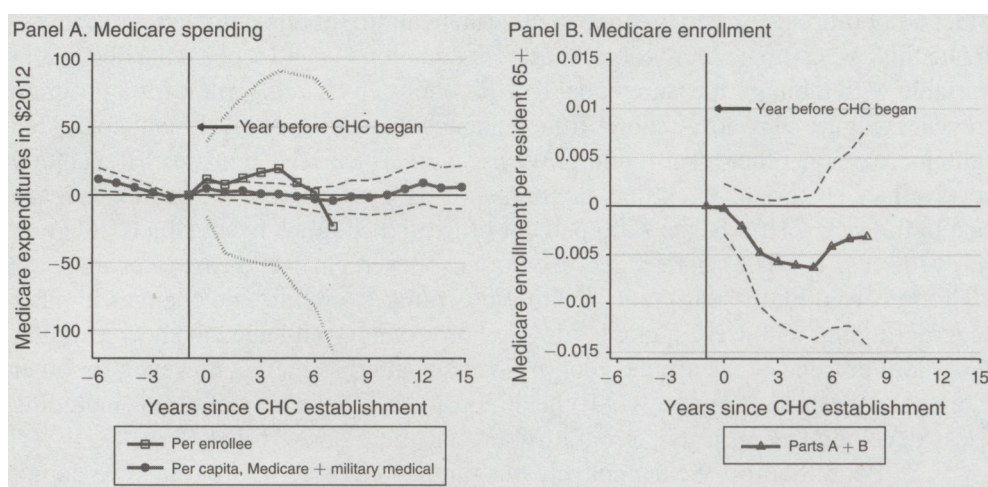 Panel A. Medicare spending
Medicare expenditures in $2012
100
50
0
−50
−100
Year before CHC began
−6 −3 0 3 6 9 12 15
Years since CHC establishment
Per enrollee
Per capita, Medicare + military medical
Panel B. Medicare enrollment
Medicare enrollment per resident 65+
0.015
0.01
0.005
0
−0.005
−0.01
−0.015
Year before CHC began
−6 −3 0 3 6 9 12 15
Years since CHC establishment
Parts A + B